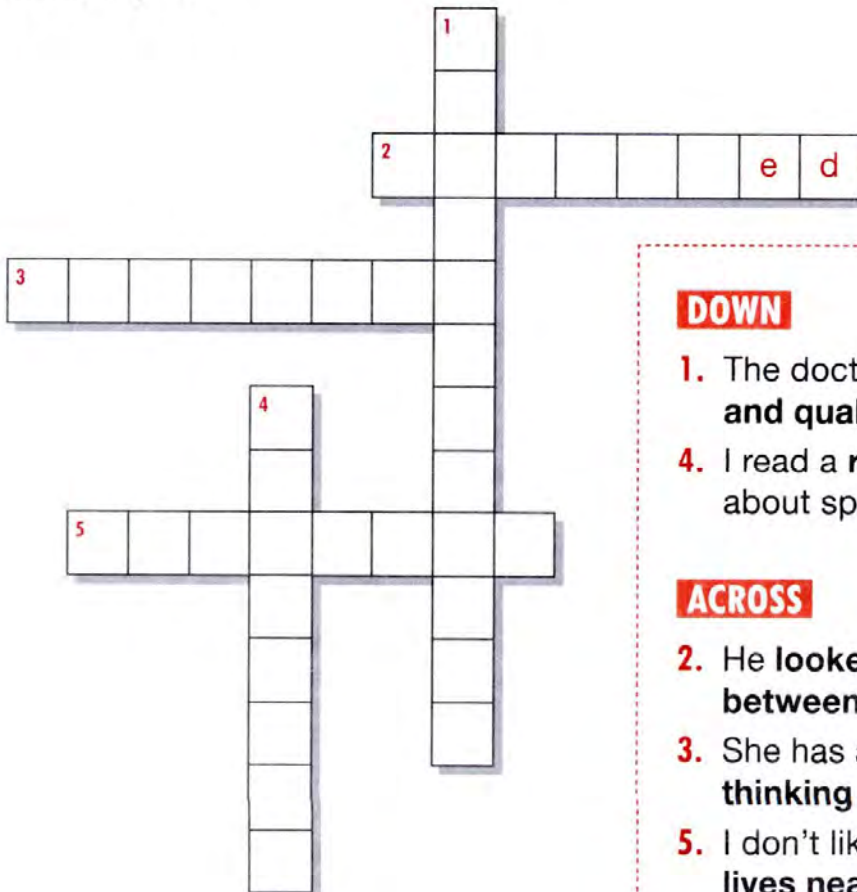 1
2 e d
3
4
5
DOWN
1. The doct
and qual
4. I read a r
about sp
ACROSS
2. He looke
between
3. She has a
thinking
5. I don't lik
lives nea